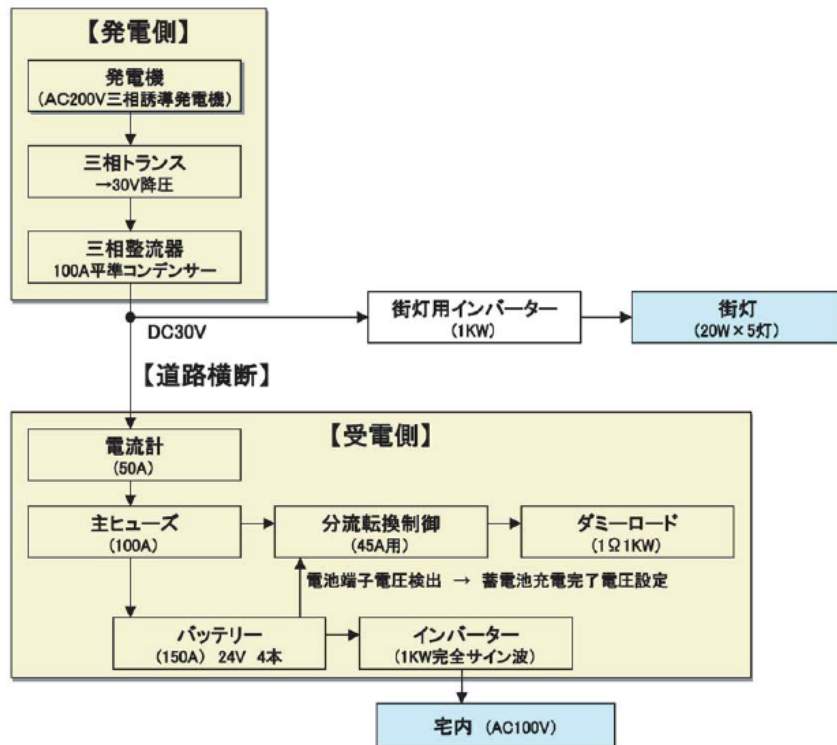 【発電側】
発電機
(AC200V三相誘導発電機)
三相トランス
→30V降圧
三相整流器
100A平準コンデンサー
DC30V
街灯用インバーター
(1KW)
街灯
(20W×5灯)
【道路横断】
【受電側】
電流計
(50A)
主ヒューズ
(100A)
分流転換制御
(45A用)
ダミーロード
(1Ω1KW)
電池端子電圧検出 → 蓄電池充電完了電圧設定
バッテリー
(150A) 24V 4本
インバーター
(1KW完全サイン波)
宅内 (AC100V)